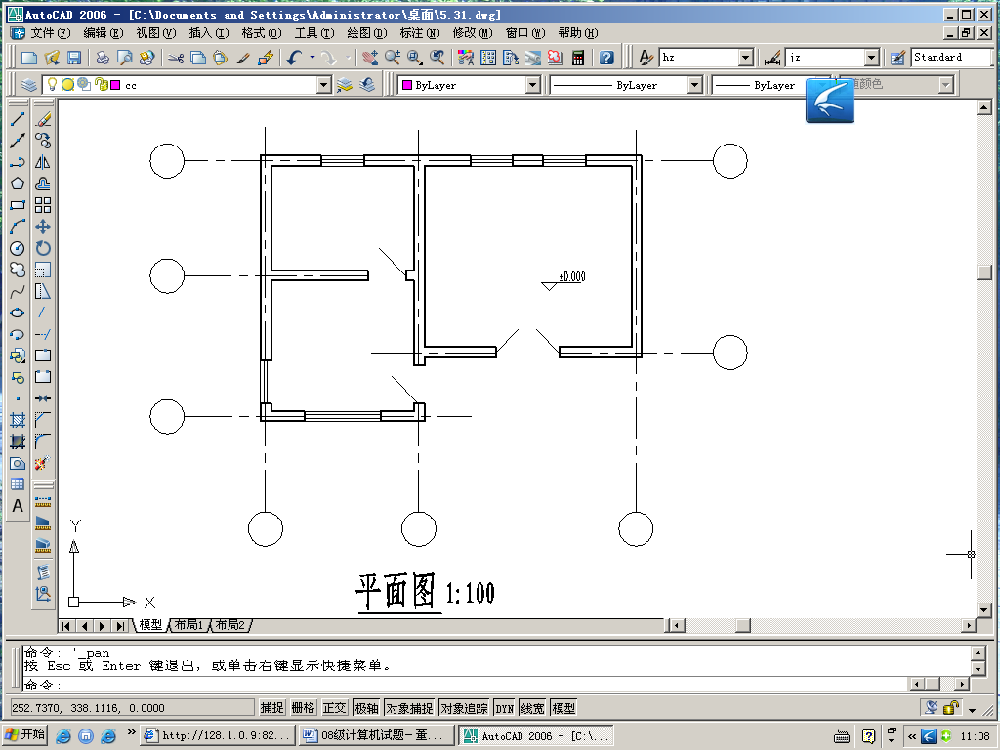 AutoCAD 2006 - [C:\Documents and Settings\Administrator\桌面\5.31.dwg]
文件(F) 编辑(E) 视图(V) 插入(I) 格式(O) 工具(T) 绘图(D) 标注(N) 修改(M) 窗口(W) 帮助(H)
hz jz Standard
cc ByLayer ByLayer ByLayer 颜色
±0.000
Y
X
A
平面图 1:100
模型 布局1 布局2
命令: '_pan
按 Esc 或 Enter 键退出，或单击右键显示快捷菜单。
命令:
252.7370, 338.1116, 0.0000 捕捉 栅格 正交 极轴 对象捕捉 对象追踪 DYN 线宽 模型
开始 » http://128.1.0.9:82... 08级计算机试题- 董... AutoCAD 2006 - [C:\... « 11:08